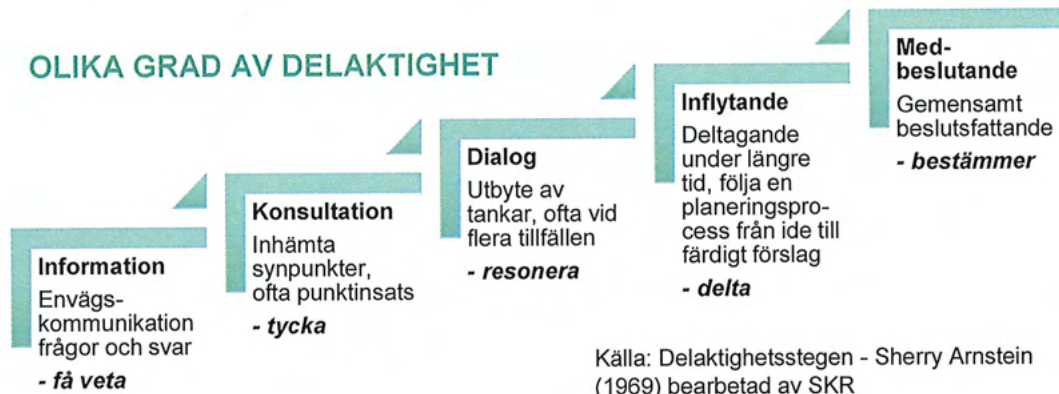 OLIKA GRAD AV DELAKTIGHET
Information
Envägs-
kommunikation
frågor och svar
- få veta
Konsultation
Inhämta
synpunkter,
ofta punktinsats
- tycka
Dialog
Utbyte av
tankar, ofta vid
flera tillfällen
- resonera
Inflytande
Deltagande
under längre
tid, följa en
planeringspro-
cess från ide till
färdigt förslag
- delta
Med-
beslutande
Gemensamt
beslutsfattande
- bestämmer
Källa: Delaktighetsstegen - Sherry Arnstein
(1969) bearbetad av SKR